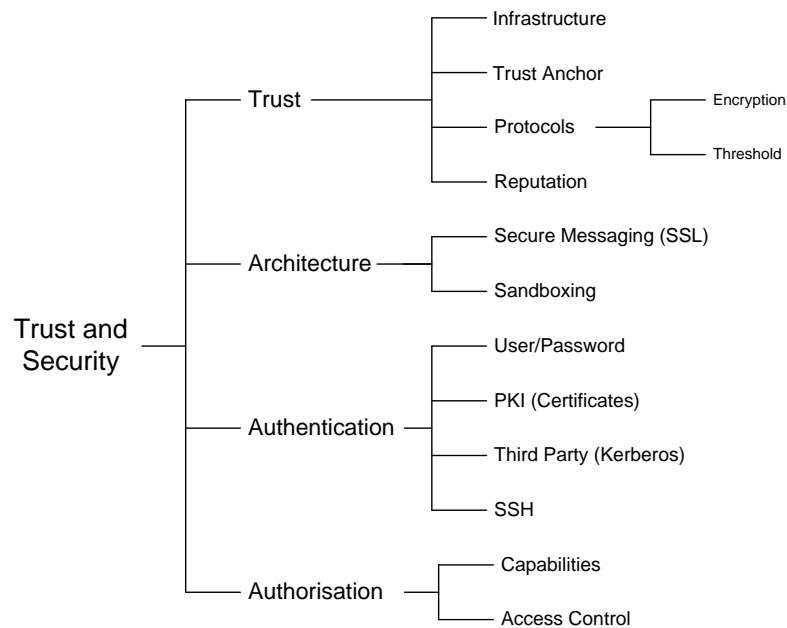 Infrastructure
Trust
Trust Anchor
Protocols
Encryption
Threshold
Reputation
Architecture
Secure Messaging (SSL)
Sandboxing
Trust and
Security
Authentication
User/Password
PKI (Certificates)
Third Party (Kerberos)
SSH
Authorisation
Capabilities
Access Control